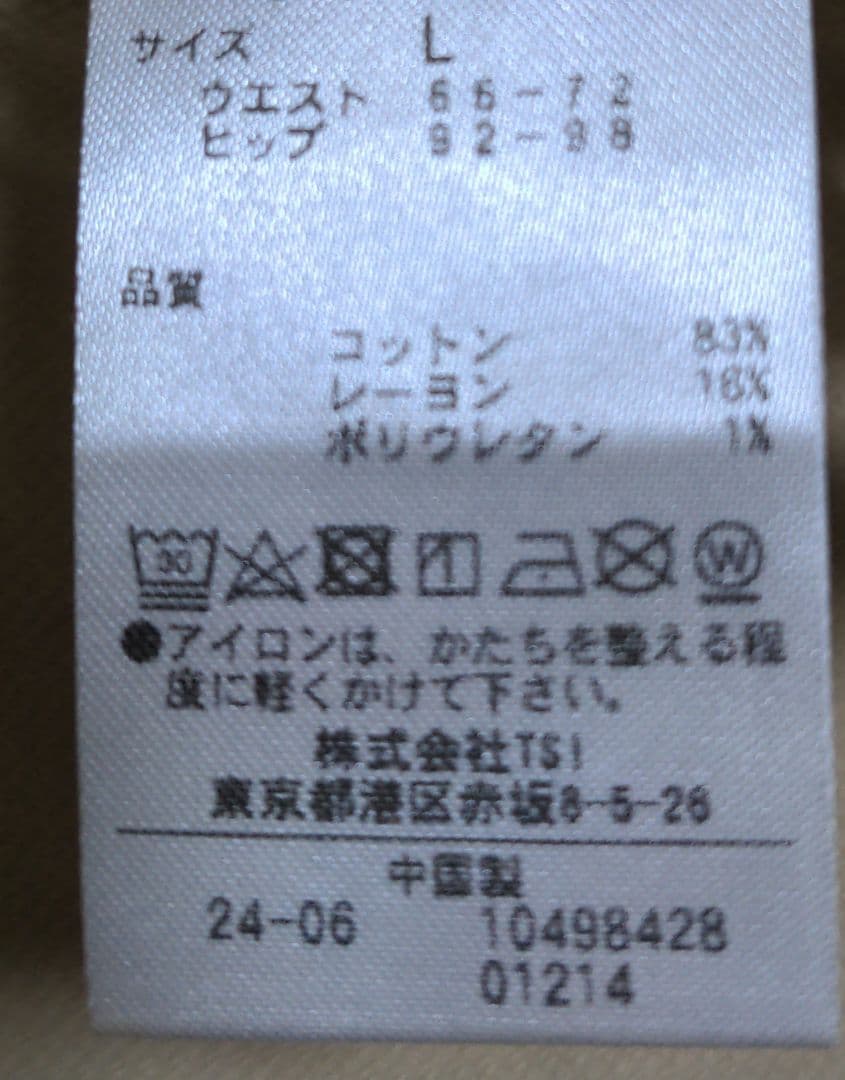 サイズ L
ウエスト 66-72
ヒップ 92-98
品質
コットン 83%
レーヨン 16%
ポリウレタン 1%
30 W
●アイロンは、かたちを整える程
度に軽くかけて下さい。
株式会社TSI
東京都港区赤坂8-5-26
中国製
24-06 10498428
01214